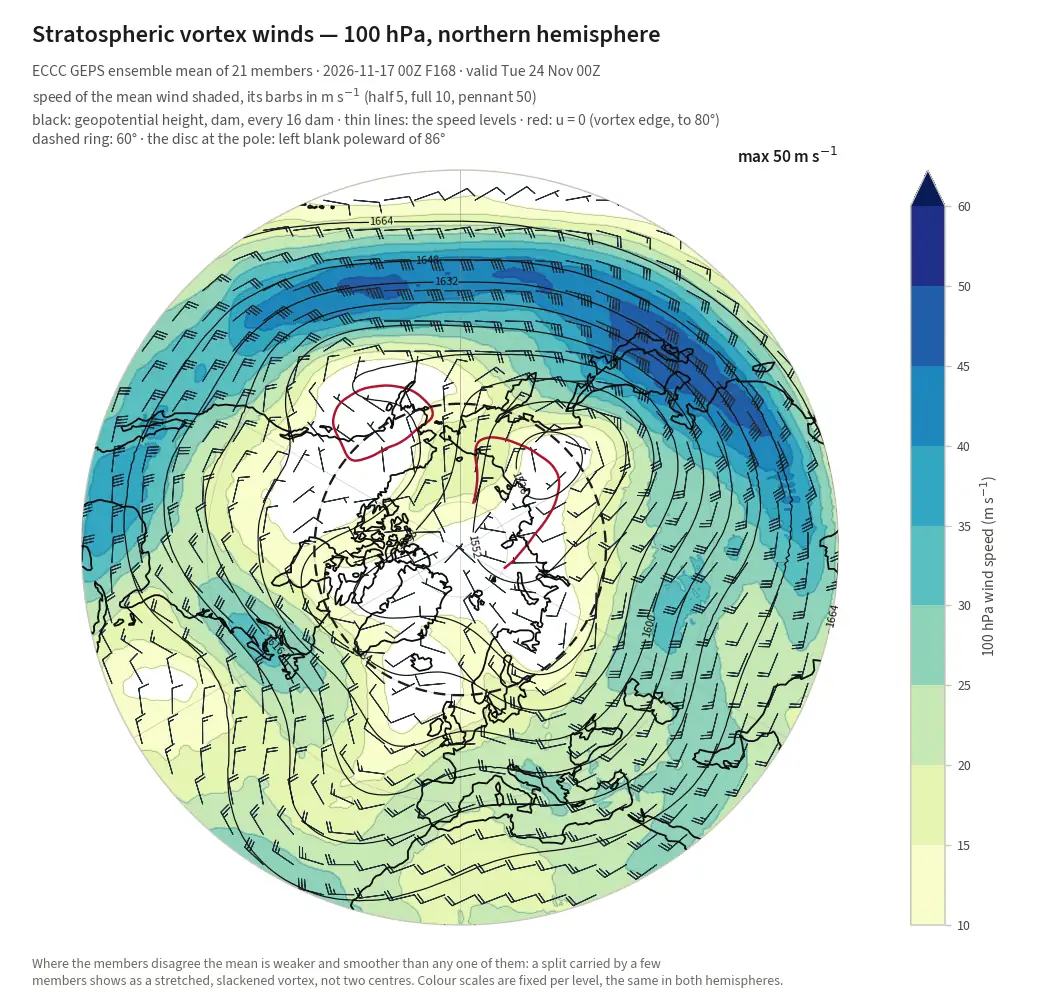 Stratospheric vortex winds — 100 hPa, northern hemisphere
ECCC GEPS ensemble mean of 21 members · 2026-11-17 00Z F168 · valid Tue 24 Nov 00Z
speed of the mean wind shaded, its barbs in m s⁻¹ (half 5, full 10, pennant 50)
black: geopotential height, dam, every 16 dam · thin lines: the speed levels · red: u = 0 (vortex edge, to 80°)
dashed ring: 60° · the disc at the pole: left blank poleward of 86°
max 50 m s⁻¹
1664
1648
1632
1552
1600
1664
60
50
45
40
35
30
25
20
15
10
100 hPa wind speed (m s⁻¹)
Where the members disagree the mean is weaker and smoother than any one of them: a split carried by a few
members shows as a stretched, slackened vortex, not two centres. Colour scales are fixed per level, the same in both hemispheres.